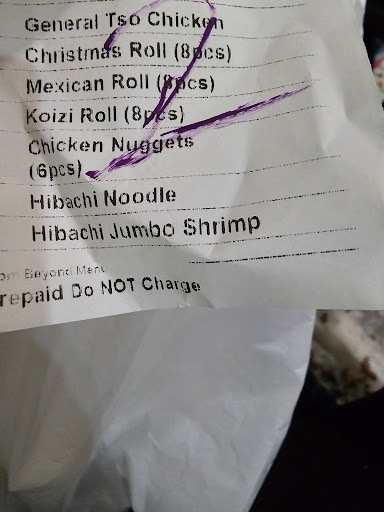 General Tso Chicken
Christmas Roll (8pcs)
Mexican Roll (8pcs)
Koizi Roll (8pcs)
Chicken Nuggets
(6pcs)
Hibachi Noodle
Hibachi Jumbo Shrimp
om Beyond Menu
repaid Do NOT Charge